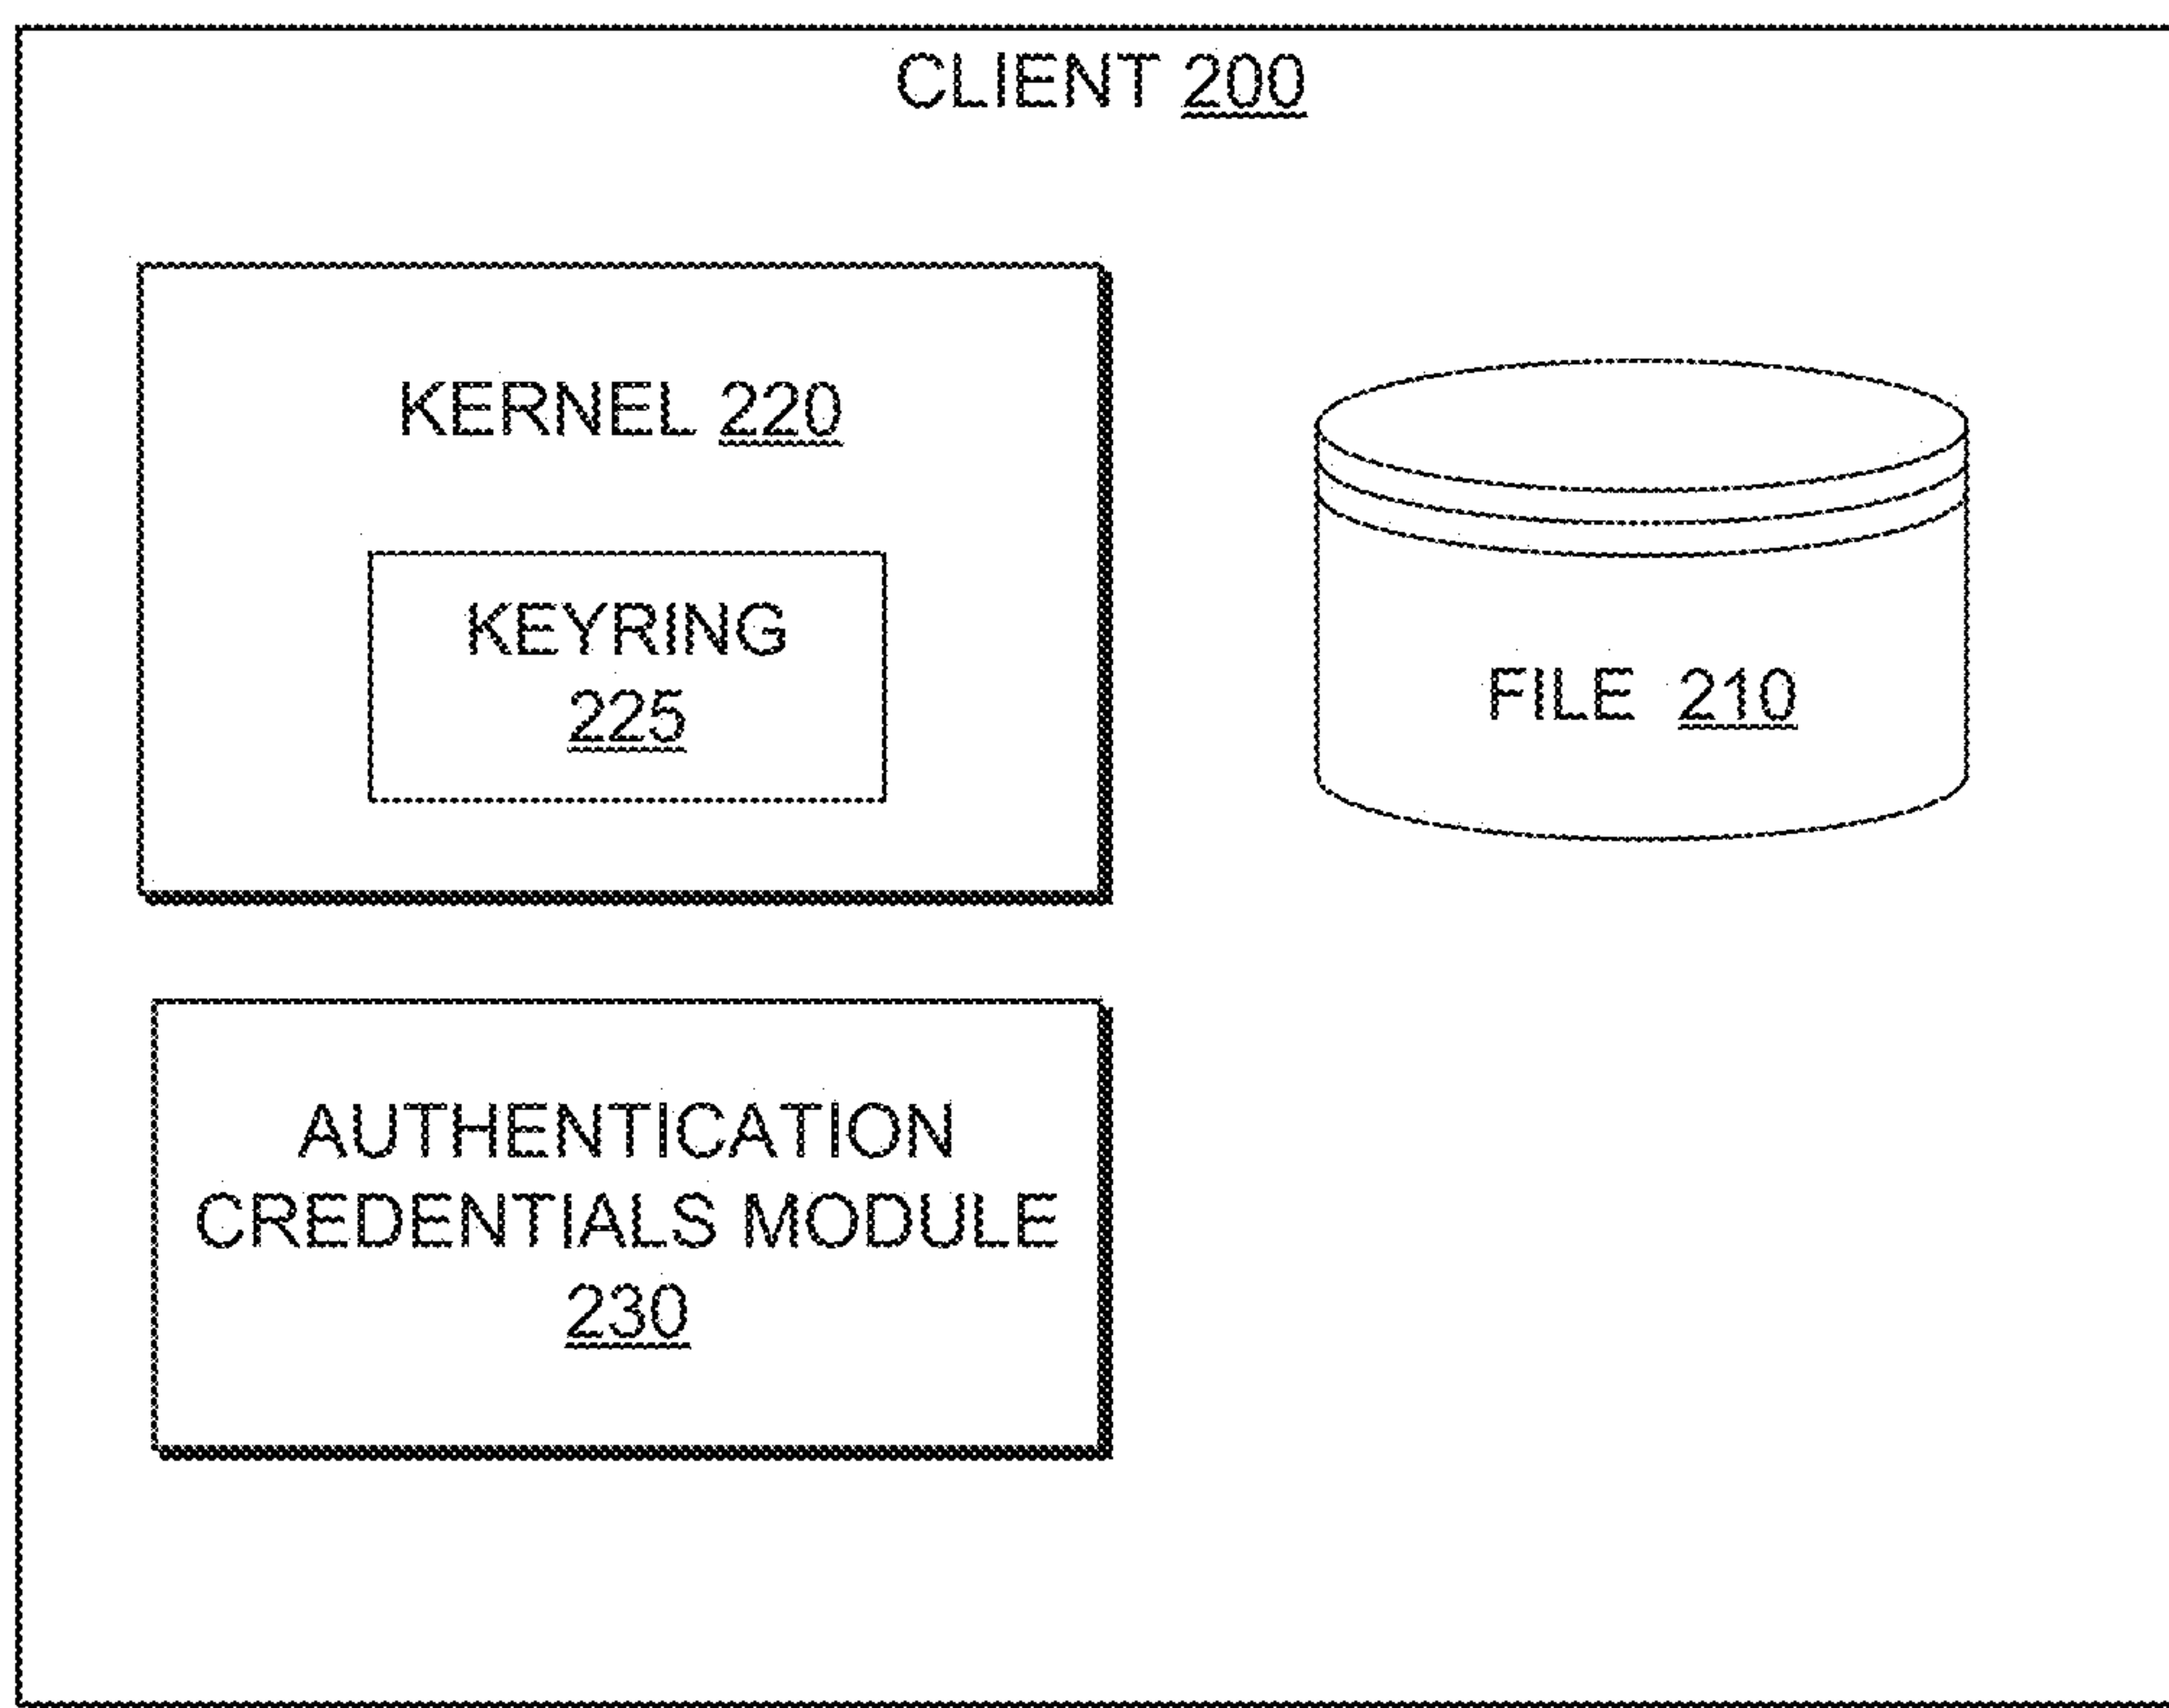 CLIENT 200
KERNEL 220
KEYRING
225
FILE 210
AUTHENTICATION
CREDENTIALS MODULE
230